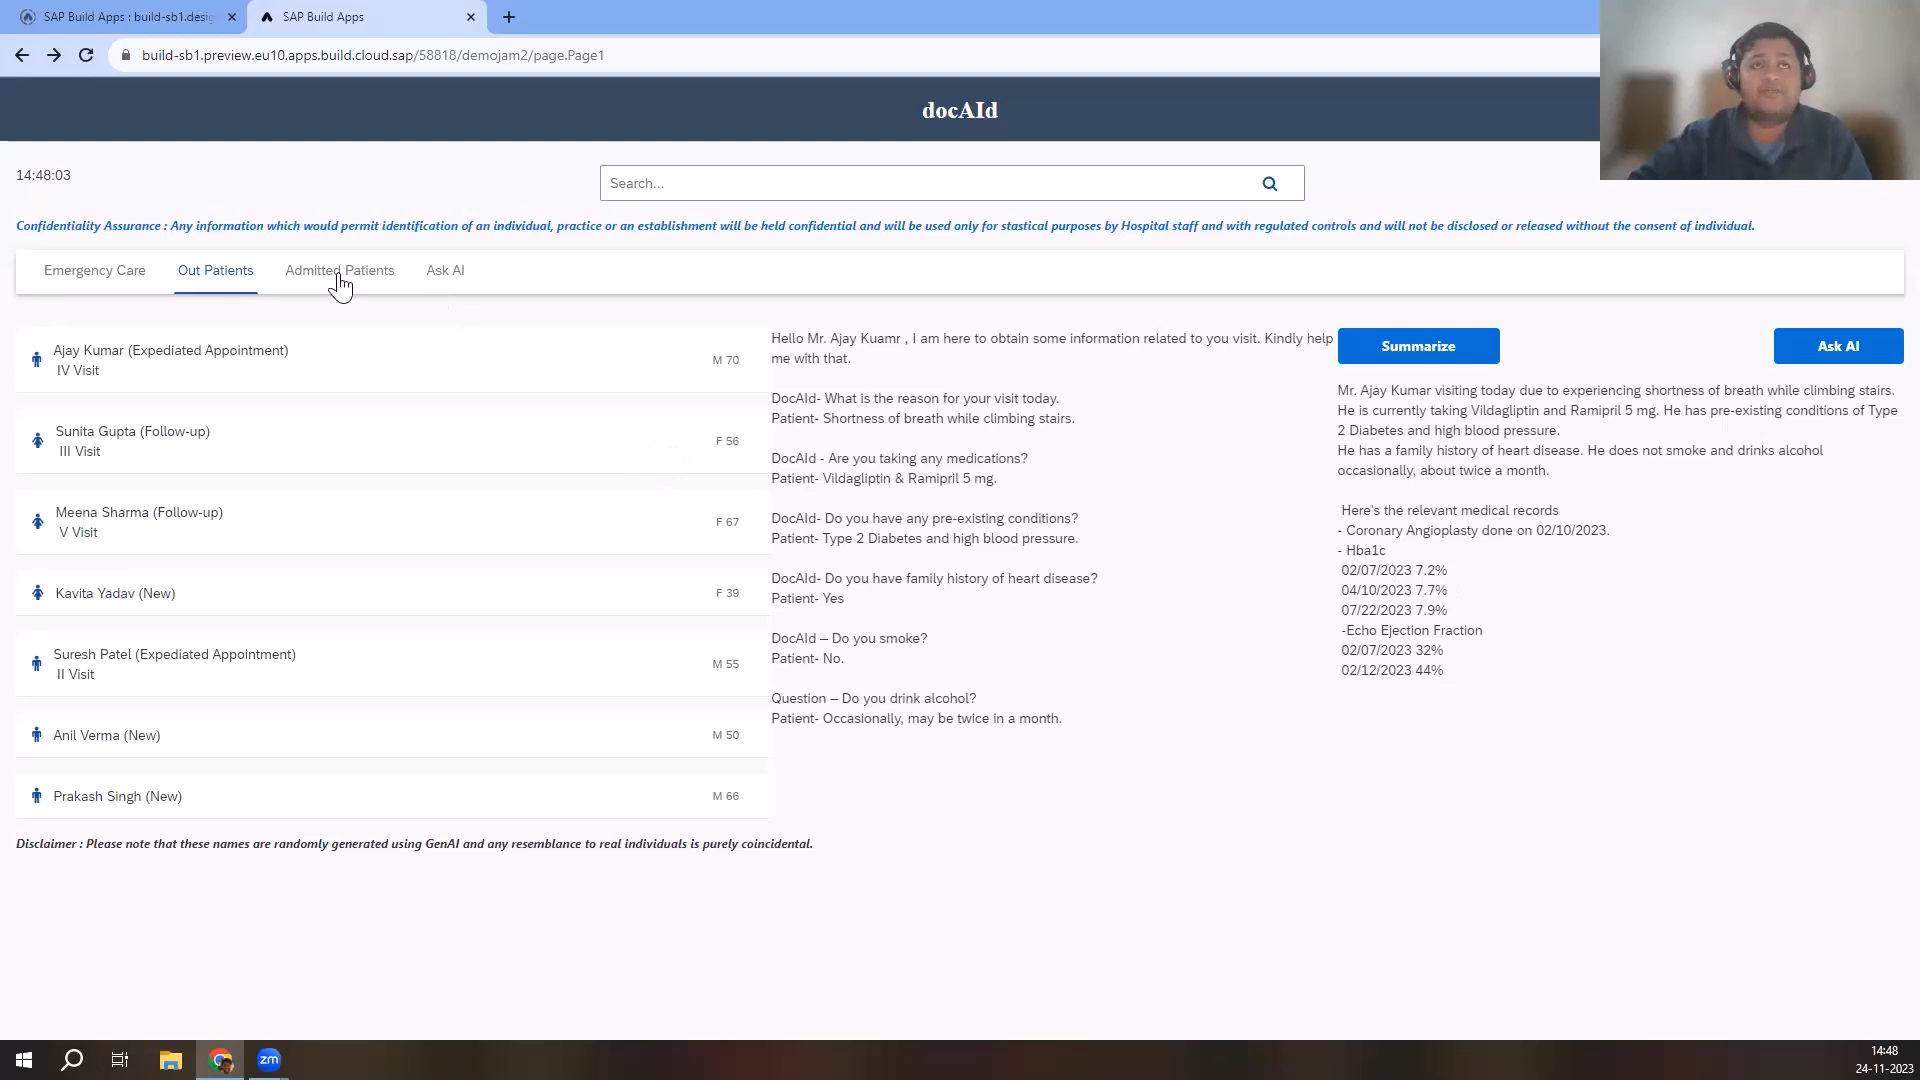 SAP Build Apps : build-sb1.desig
SAP Build Apps
build-sb1.preview.eu10.apps.build.cloud.sap/58818/demojam2/page.Page1
docAId
14:48:03
Search...
Confidentiality Assurance : Any information which would permit identification of an individual, practice or an establishment will be held confidential and will be used only for stastical purposes by Hospital staff and with regulated controls and will not be disclosed or released without the consent of individual.
Emergency Care
Out Patients
Admitted Patients
Ask AI
Ajay Kumar (Expediated Appointment)
IV Visit
M 70
Sunita Gupta (Follow-up)
III Visit
F 56
Meena Sharma (Follow-up)
V Visit
F 67
Kavita Yadav (New)
F 39
Suresh Patel (Expediated Appointment)
II Visit
M 55
Anil Verma (New)
M 50
Prakash Singh (New)
M 66
Hello Mr. Ajay Kuamr , I am here to obtain some information related to you visit. Kindly help
me with that.
DocAId- What is the reason for your visit today.
Patient- Shortness of breath while climbing stairs.
DocAId - Are you taking any medications?
Patient- Vildagliptin & Ramipril 5 mg.
DocAId- Do you have any pre-existing conditions?
Patient- Type 2 Diabetes and high blood pressure.
DocAId- Do you have family history of heart disease?
Patient- Yes
DocAId – Do you smoke?
Patient- No.
Question – Do you drink alcohol?
Patient- Occasionally, may be twice in a month.
Summarize
Ask AI
Mr. Ajay Kumar visiting today due to experiencing shortness of breath while climbing stairs.
He is currently taking Vildagliptin and Ramipril 5 mg. He has pre-existing conditions of Type
2 Diabetes and high blood pressure.
He has a family history of heart disease. He does not smoke and drinks alcohol
occasionally, about twice a month.
Here's the relevant medical records
- Coronary Angioplasty done on 02/10/2023.
- Hba1c
02/07/2023 7.2%
04/10/2023 7.7%
07/22/2023 7.9%
-Echo Ejection Fraction
02/07/2023 32%
02/12/2023 44%
Disclaimer : Please note that these names are randomly generated using GenAI and any resemblance to real individuals is purely coincidental.
zm
14:48
24-11-2023